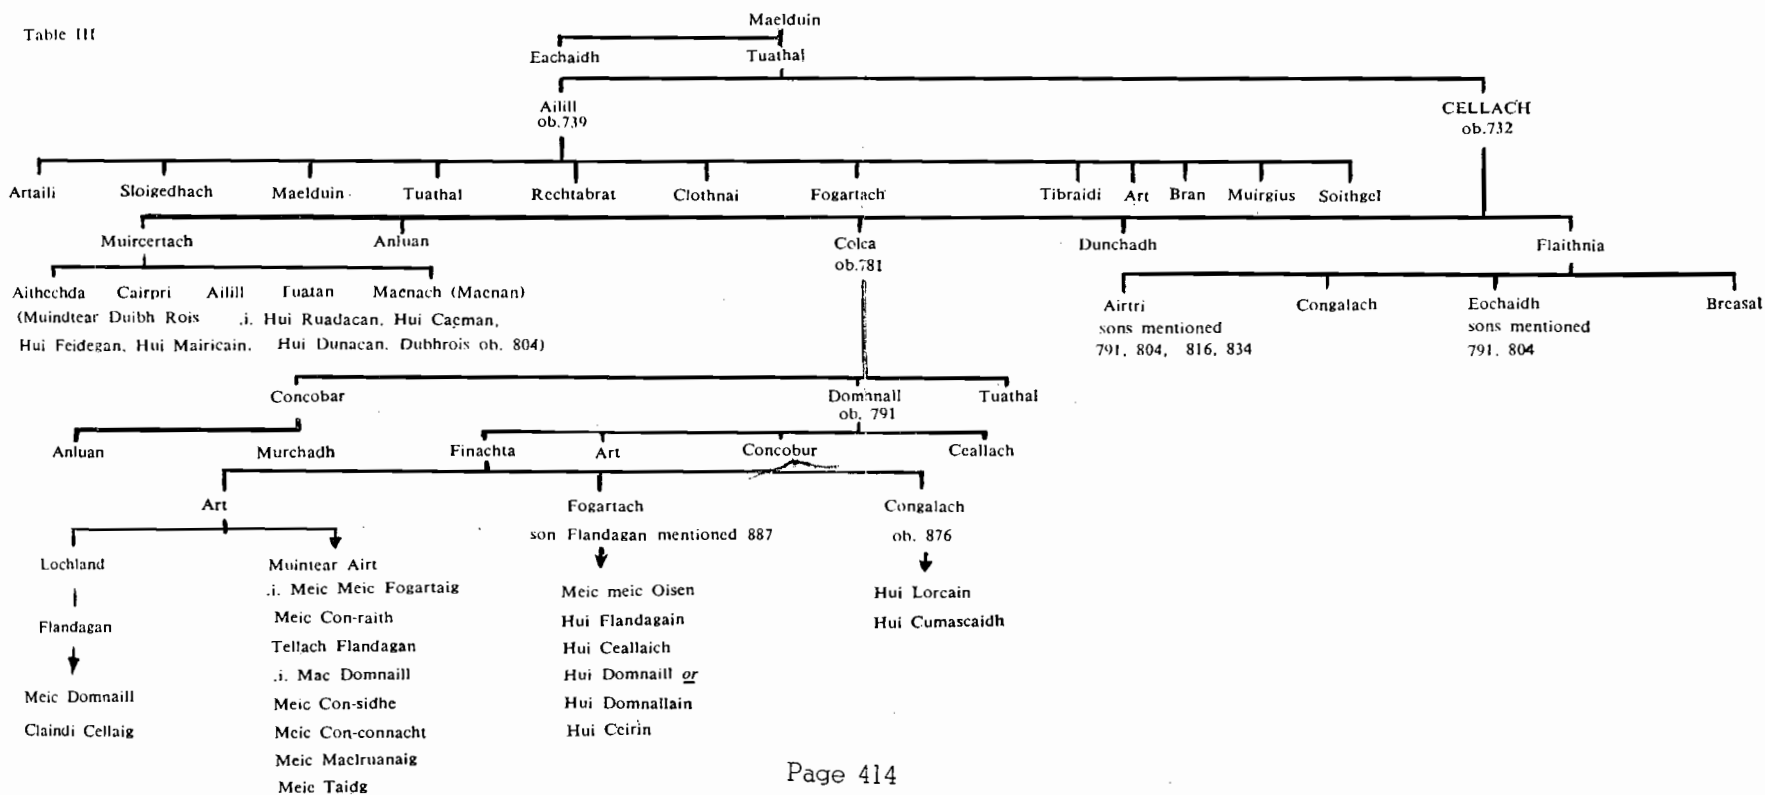 Table III
Maelduin
Eachaidh Tuathal
Ailill CELLACH
ob.739 ob.732
Artaili Sloigedhach Maelduin Tuathal Rechtabrat Clothnai Fogartach Tibraidi Art Bran Muirgius Soithgel
Muircertach Anluan Colca Dunchadh Flaithnia
ob.781
Aithechda Cairpri Ailill Tuatan Maenach (Maenan) Airtri Congalach Eochaidh Breasal
(Muindtear Duibh Rois .i. Hui Ruadacan, Hui Caeman, sons mentioned sons mentioned
Hui Feidegan, Hui Mairicain, Hui Dunacan, Dubhrois ob. 804) 791, 804, 816, 834 791, 804
Concobar Domnall Tuathal
ob. 791
Anluan Murchadh Finachta Art Concobur Ceallach
Art Fogartach Congalach
son Flandagan mentioned 887 ob. 876
Lochland Muintear Airt
.i. Meic Meic Fogartaig Meic meic Oisen Hui Lorcain
Meic Con-raith Hui Flandagain Hui Cumascaidh
Flandagan Tellach Flandagan Hui Ceallaich
.i. Mac Domnaill Hui Domnaill or
Meic Domnaill Meic Con-sidhe Hui Domnallain
Claindi Cellaig Meic Con-connacht Hui Ceirin
Meic Maelruanaig
Meic Taidg
Page 414